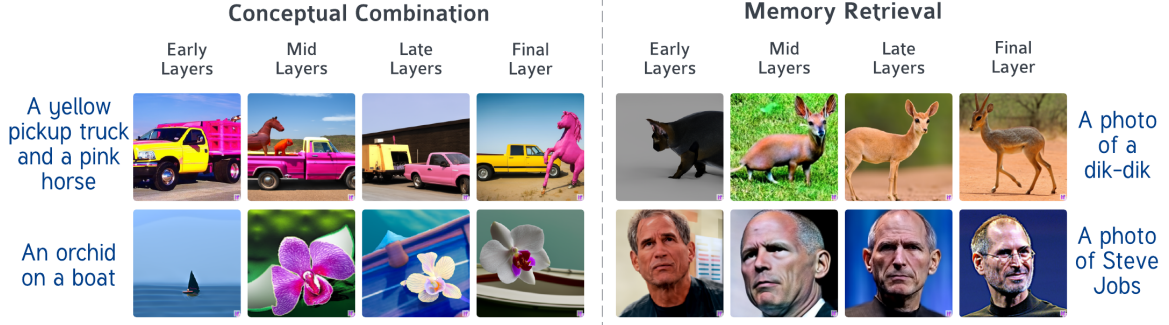 Conceptual Combination
Memory Retrieval
Early
Layers
Mid
Layers
Late
Layers
Final
Layer
Early
Layers
Mid
Layers
Late
Layers
Final
Layer
A yellow
pickup truck
and a pink
horse
A photo
of a
dik-dik
An orchid
on a boat
A photo
of Steve
Jobs